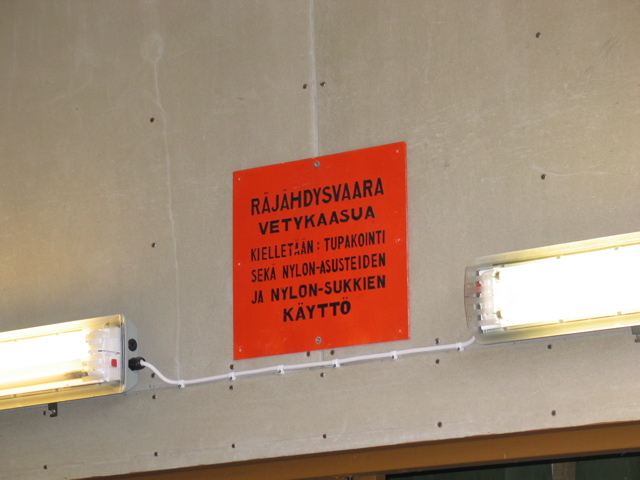 RÄJÄHDYSVAARA
VETYKAASUA
KIELLETÄÄN: TUPAKOINTI
SEKÄ NYLON-ASUSTEIDEN
JA NYLON-SUKKIEN
KÄYTTÖ